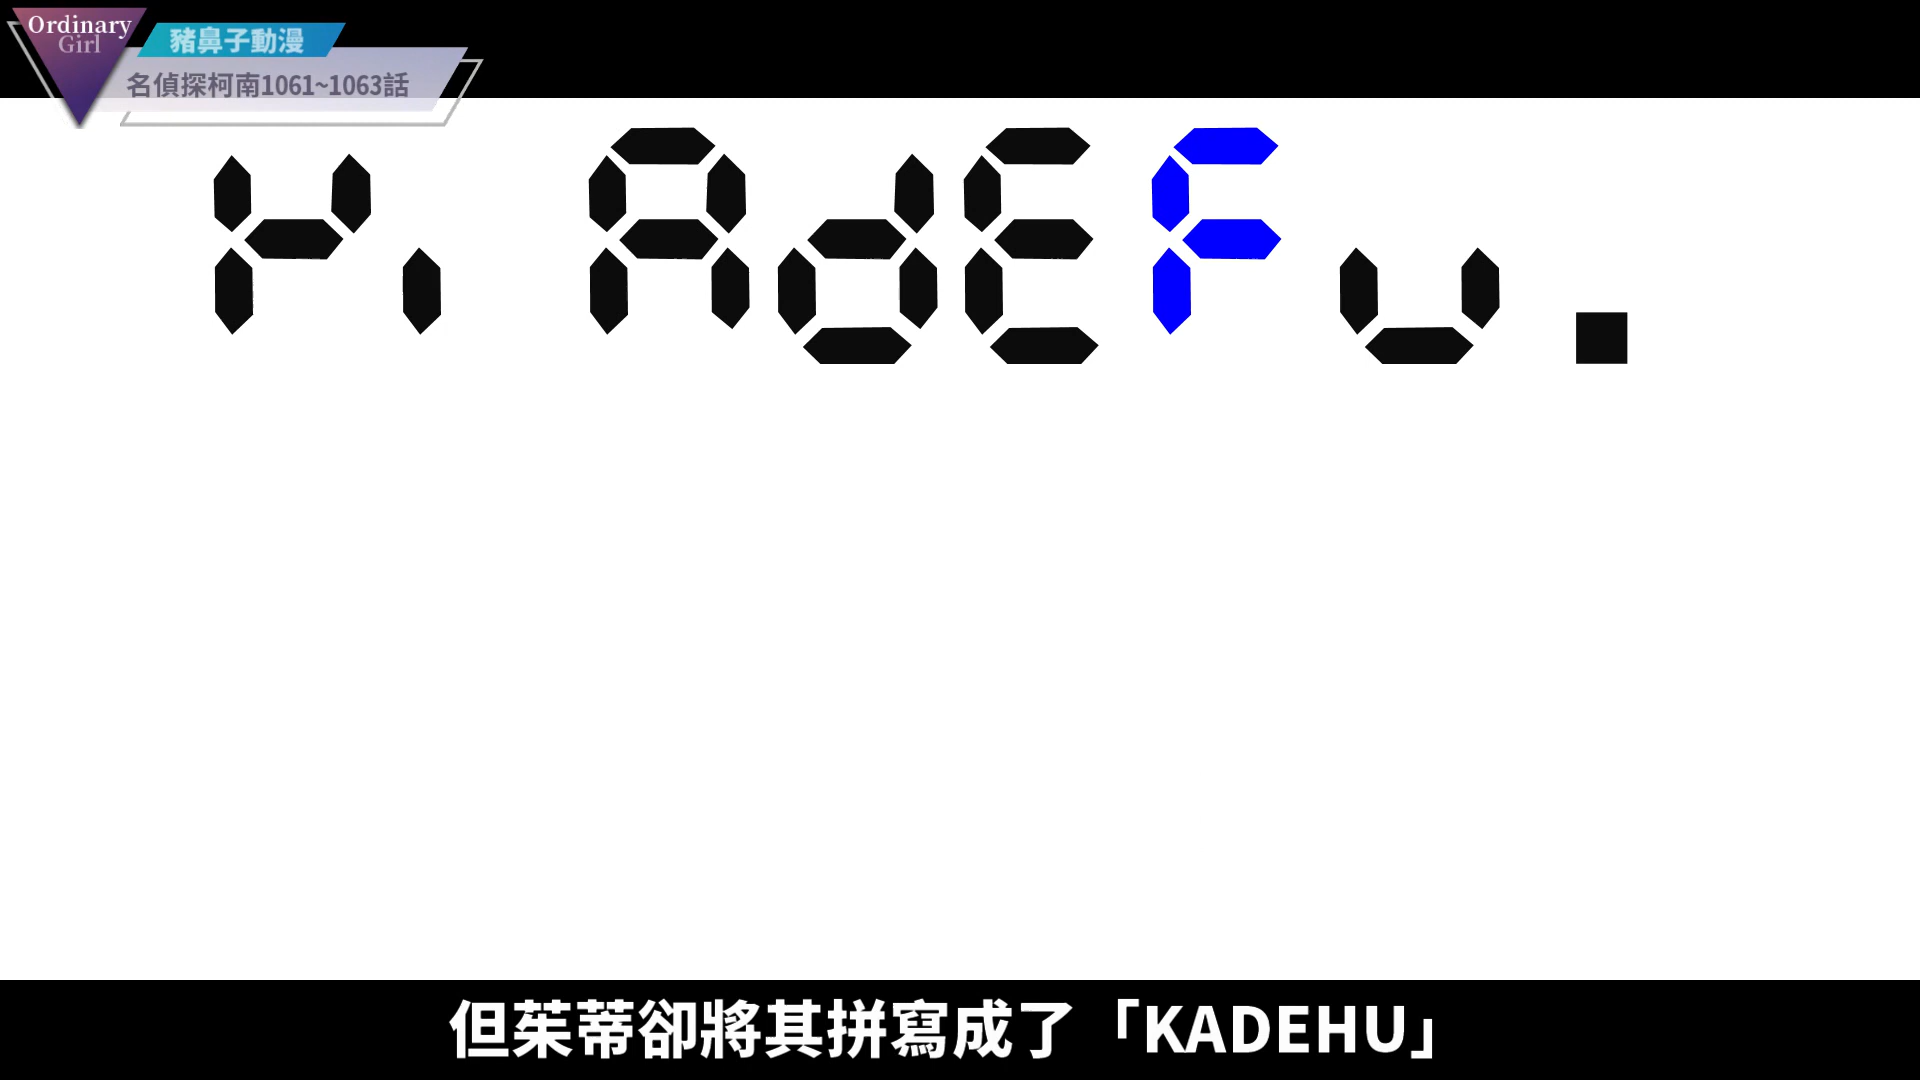 Ordinary
Girl
豬鼻子動漫
名偵探柯南1061~1063話
Ki AdEFu.
但茱蒂卻將其拼寫成了「KADEHU」